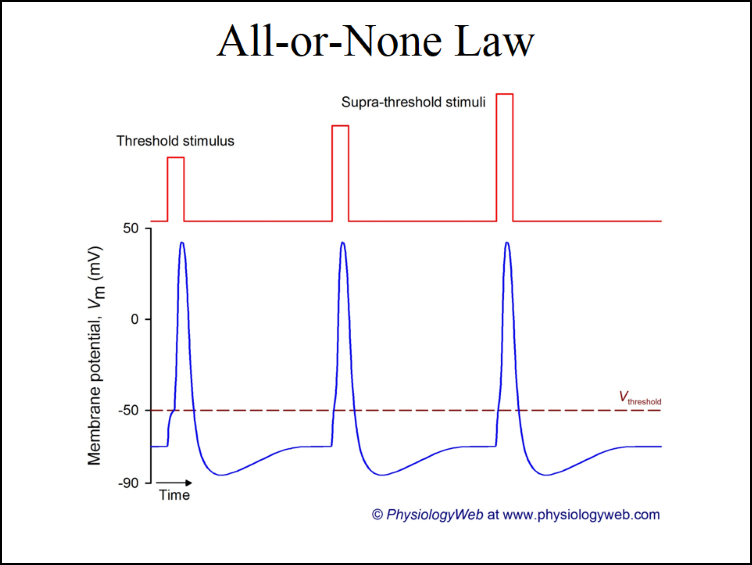 All-or-None Law
Supra-threshold stimuli
Threshold stimulus
50
0
-50
-90
Membrane potential, Vm (mV)
Vthreshold
Time
© PhysiologyWeb at www.physiologyweb.com